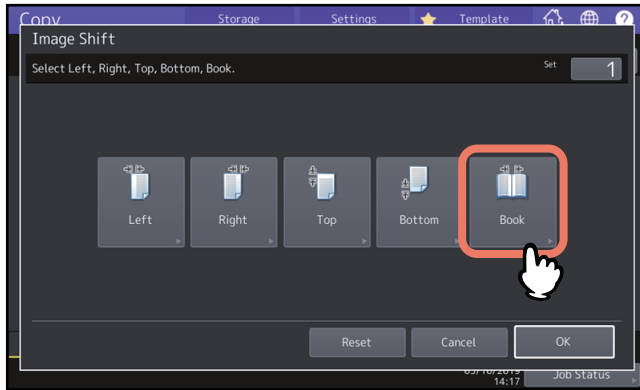 Copy Storage Settings Template
Image Shift
Select Left, Right, Top, Bottom, Book.
Set 1
Left Right Top Bottom Book
Reset Cancel OK
14:17 Job Status